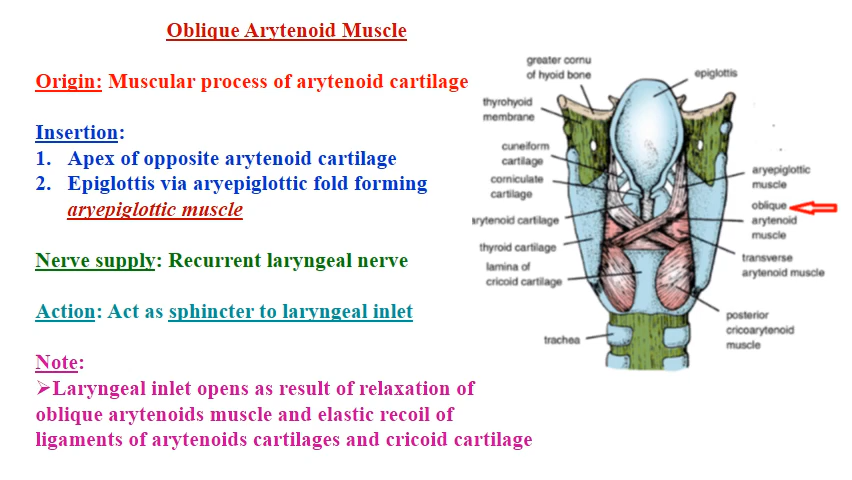 Oblique Arytenoid Muscle
Origin: Muscular process of arytenoid cartilage
Insertion:
1. Apex of opposite arytenoid cartilage
2. Epiglottis via aryepiglottic fold forming
aryepiglottic muscle
Nerve supply: Recurrent laryngeal nerve
Action: Act as sphincter to laryngeal inlet
Note:
➢Laryngeal inlet opens as result of relaxation of
oblique arytenoids muscle and elastic recoil of
ligaments of arytenoids cartilages and cricoid cartilage
greater cornu
of hyoid bone
thyrohyoid
membrane
cuneiform
cartilage
corniculate
cartilage
arytenoid cartilage
thyroid cartilage
lamina of
cricoid cartilage
trachea
epiglottis
aryepiglottic
muscle
oblique
arytenoid
muscle
transverse
arytenoid muscle
posterior
cricoarytenoid
muscle